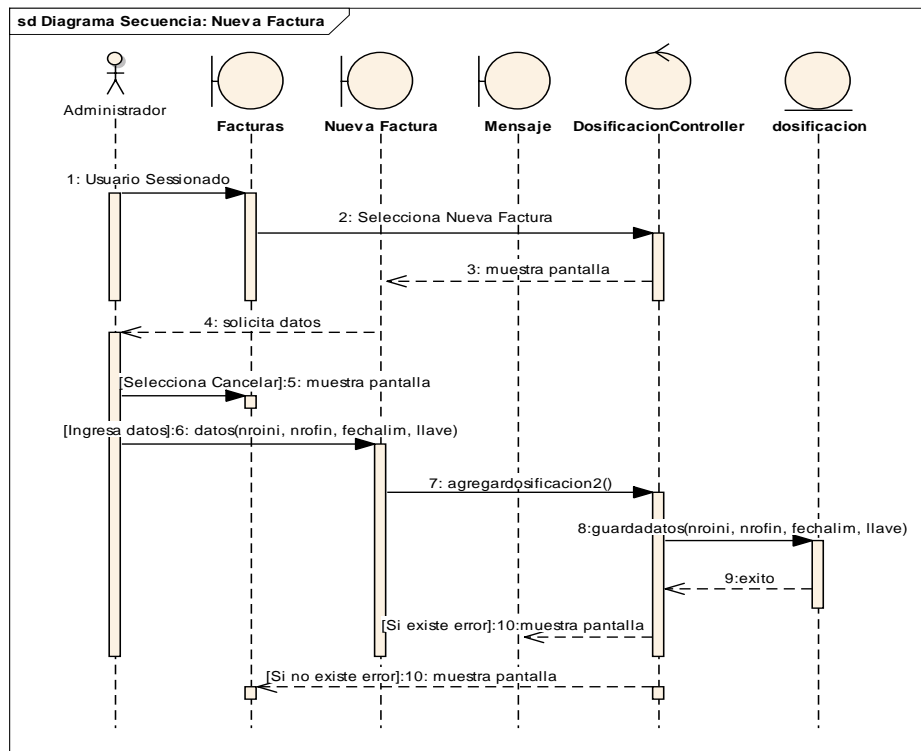 sd Diagrama Secuencia: Nueva Factura
Administrador
Facturas
Nueva Factura
Mensaje
DosificacionController
dosificacion
1: Usuario Sessionado
2: Selecciona Nueva Factura
3: muestra pantalla
4: solicita datos
[Selecciona Cancelar]:5: muestra pantalla
[Ingresa datos]:6: datos(nroini, nrofin, fechalim, llave)
7: agregardosificacion2()
8:guardadatos(nroini, nrofin, fechalim, llave)
9:exito
[Si existe error]:10:muestra pantalla
[Si no existe error]:10: muestra pantalla